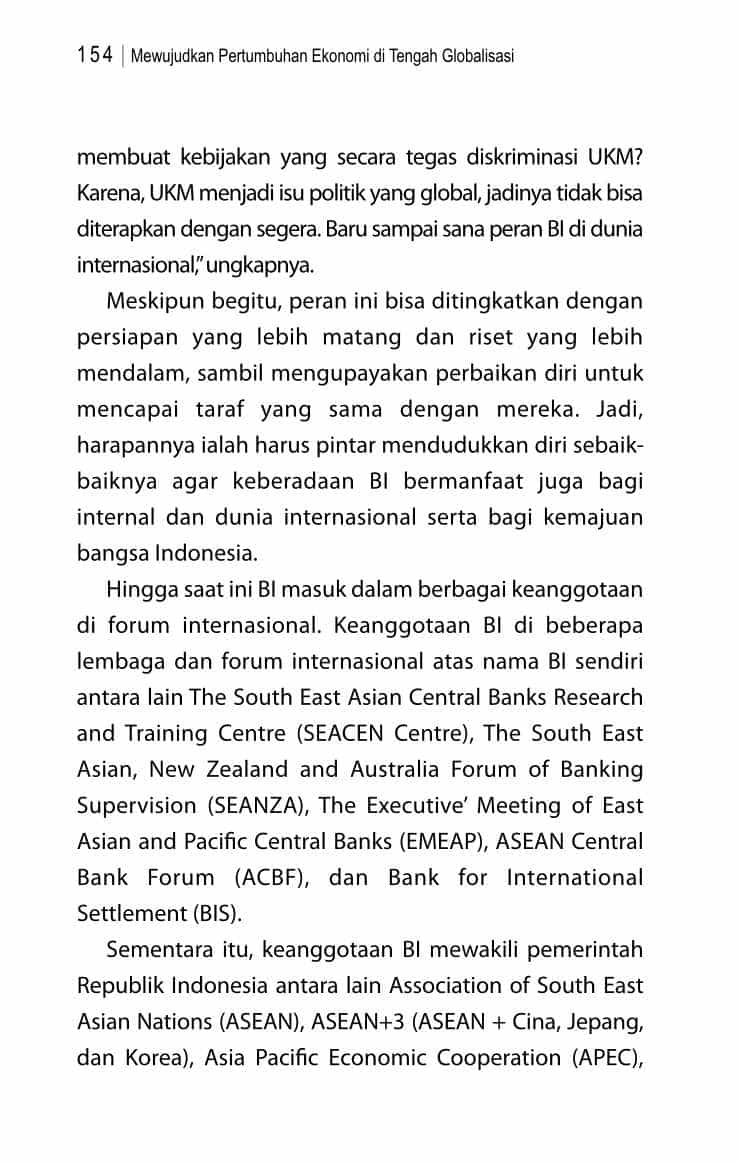 154 | Mewujudkan Pertumbuhan Ekonomi di Tengah Globalisasi
membuat kebijakan yang secara tegas diskriminasi UKM?
Karena, UKM menjadi isu politik yang global, jadinya tidak bisa
diterapkan dengan segera. Baru sampai sana peran BI di dunia
internasional,” ungkapnya.
Meskipun begitu, peran ini bisa ditingkatkan dengan
persiapan yang lebih matang dan riset yang lebih
mendalam, sambil mengupayakan perbaikan diri untuk
mencapai taraf yang sama dengan mereka. Jadi,
harapannya ialah harus pintar mendudukkan diri sebaik-
baiknya agar keberadaan BI bermanfaat juga bagi
internal dan dunia internasional serta bagi kemajuan
bangsa Indonesia.
Hingga saat ini BI masuk dalam berbagai keanggotaan
di forum internasional. Keanggotaan BI di beberapa
lembaga dan forum internasional atas nama BI sendiri
antara lain The South East Asian Central Banks Research
and Training Centre (SEACEN Centre), The South East
Asian, New Zealand and Australia Forum of Banking
Supervision (SEANZA), The Executive’ Meeting of East
Asian and Pacific Central Banks (EMEAP), ASEAN Central
Bank Forum (ACBF), dan Bank for International
Settlement (BIS).
Sementara itu, keanggotaan BI mewakili pemerintah
Republik Indonesia antara lain Association of South East
Asian Nations (ASEAN), ASEAN+3 (ASEAN + Cina, Jepang,
dan Korea), Asia Pacific Economic Cooperation (APEC),